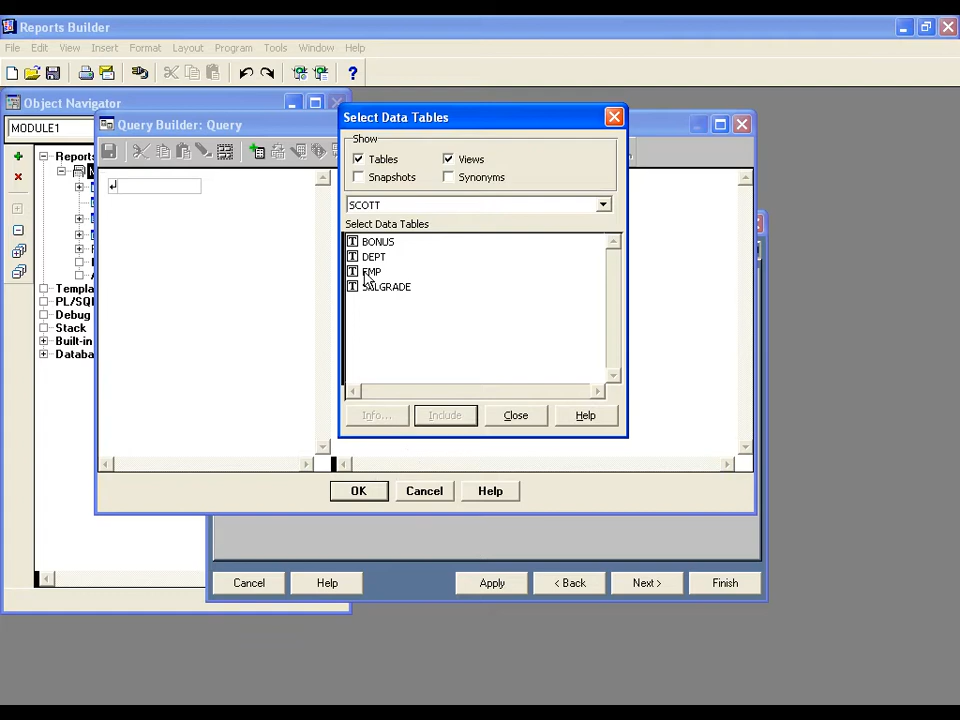 Reports Builder
File Edit View Insert Format Layout Program Tools Window Help
Object Navigator
MODULE1
Reports
Templa
PL/SQ
Debug
Stack
Built-in
Databa
Query Builder: Query
Select Data Tables
Show
Tables
Views
Snapshots
Synonyms
SCOTT
Select Data Tables
BONUS
DEPT
EMP
SALGRADE
Info... Include Close Help
OK Cancel Help
Cancel Help Apply < Back Next > Finish